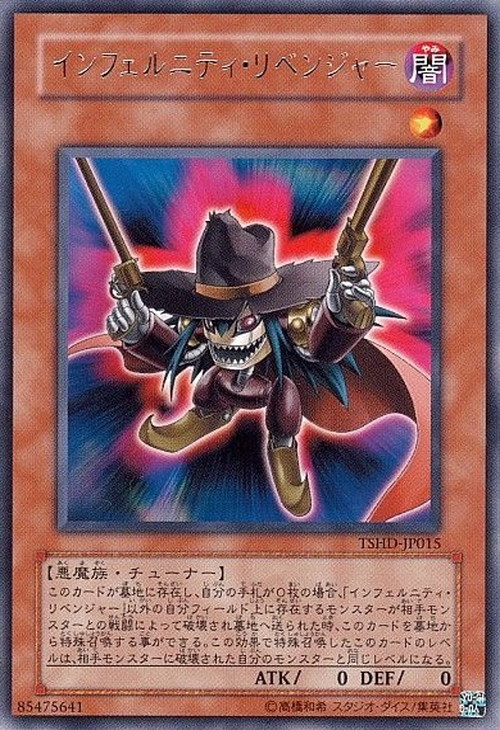 インフェルニティ・リベンジャー
闇
TSHD-JP015
【悪魔族・チューナー】
このカードが墓地に存在し、自分の手札が0枚の場合、「インフェルニティ・
リベンジャー」以外の自分フィールド上に存在するモンスターが相手モン
スターとの戦闘によって破壊され墓地へ送られた時、このカードを墓地か
ら特殊召喚する事ができる。この効果で特殊召喚したこのカードのレベ
ルは、相手モンスターに破壊された自分のモンスターと同じレベルになる。
ATK/ 0 DEF/ 0
85475641 ©高橋和希 スタジオ・ダイス/集英社